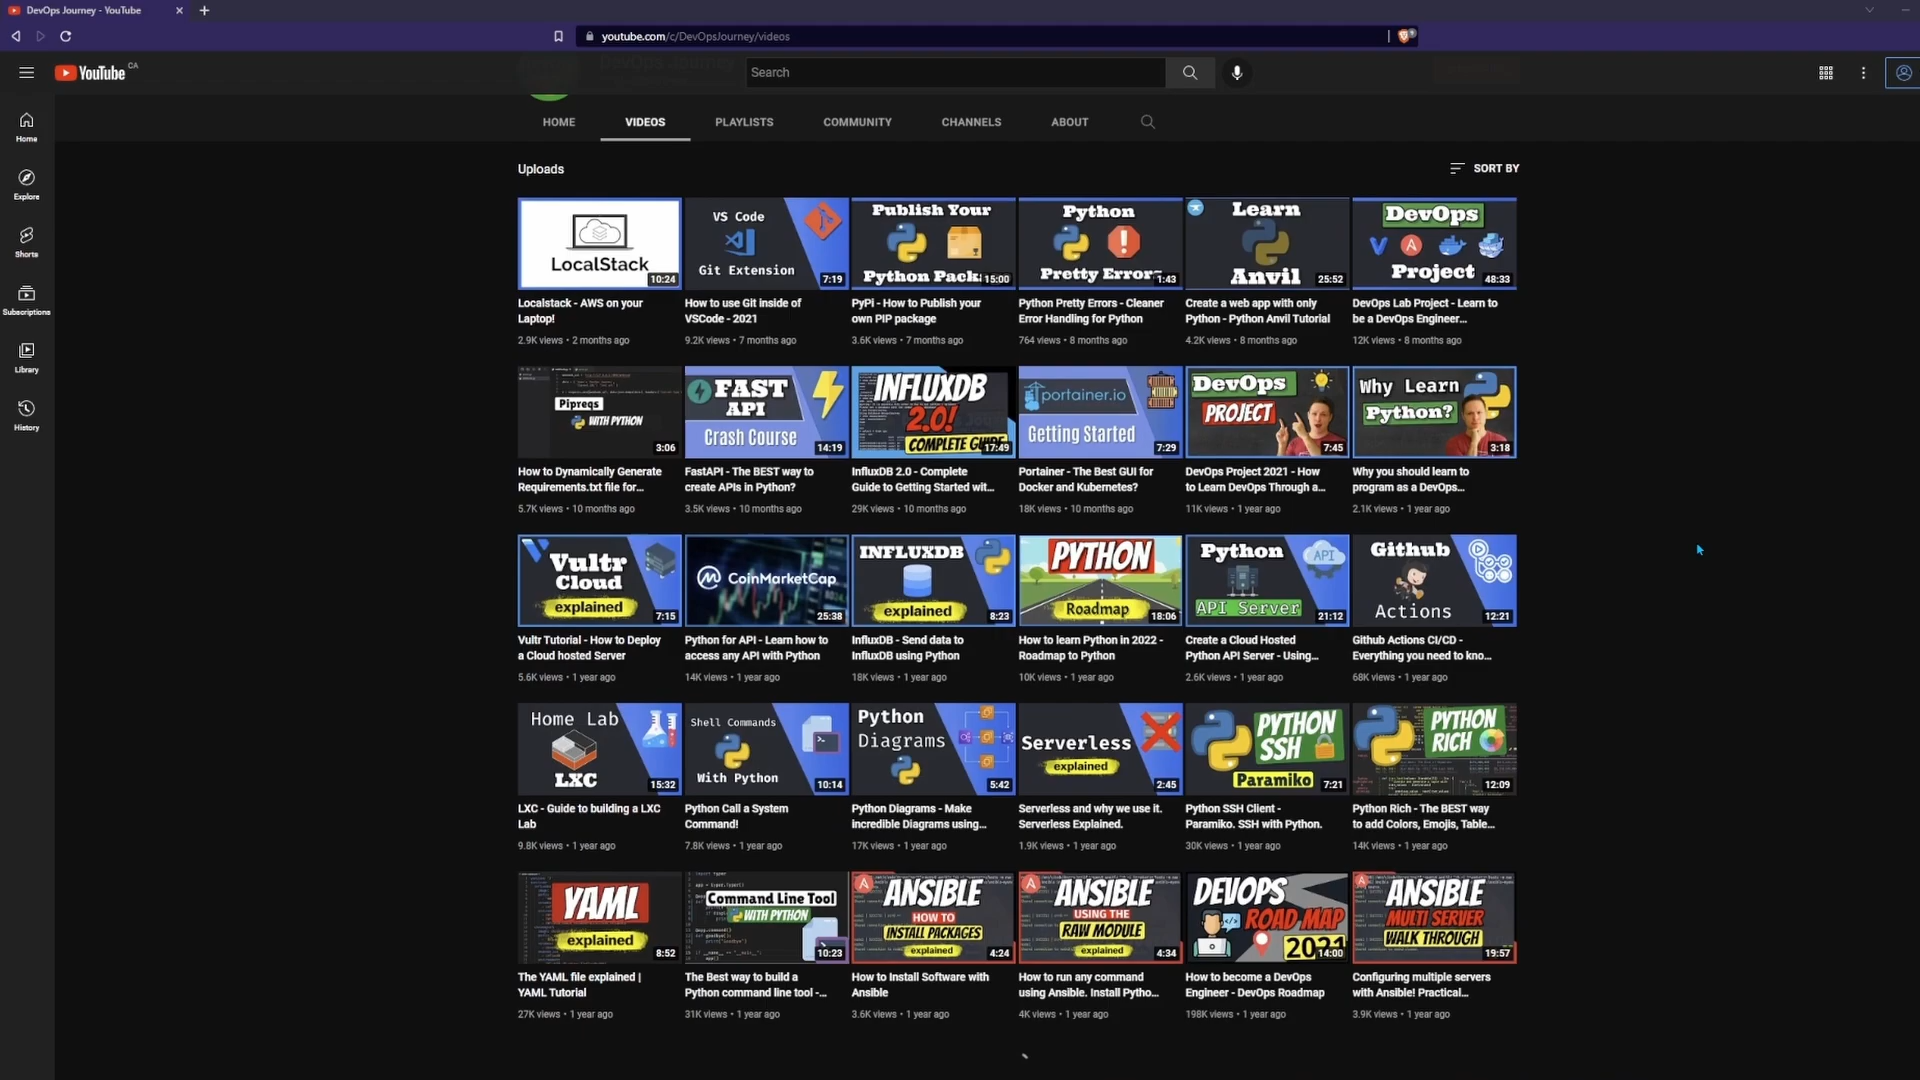 DevOps Journey - YouTube
youtube.com/c/DevOpsJourney/videos
YouTube CA
Search
Home
Explore
Shorts
Subscriptions
Library
History
HOME VIDEOS PLAYLISTS COMMUNITY CHANNELS ABOUT
Uploads
SORT BY
LocalStack
10:24
Localstack - AWS on your
Laptop!
2.9K views • 2 months ago
VS Code
Git Extension
7:19
How to use Git inside of
VSCode - 2021
9.2K views • 7 months ago
Publish Your
Python Pack
15:00
PyPi - How to Publish your
own PIP package
3.6K views • 7 months ago
Python
Pretty Error
1:43
Python Pretty Errors - Cleaner
Error Handling for Python
764 views • 8 months ago
Learn
Anvil
25:52
Create a web app with only
Python - Python Anvil Tutorial
4.2K views • 8 months ago
DevOps
Project
48:33
DevOps Lab Project - Learn to
be a DevOps Engineer...
12K views • 8 months ago
Pipreqs
WITH PYTHON
3:06
How to Dynamically Generate
Requirements.txt file for...
5.7K views • 10 months ago
FAST
API
Crash Course
14:19
FastAPI - The BEST way to
create APIs in Python?
3.5K views • 10 months ago
INFLUXDB
2.0!
COMPLETE GUIDE
17:49
InfluxDB 2.0 - Complete
Guide to Getting Started wit...
29K views • 10 months ago
portainer.io
Getting Started
7:29
Portainer - The Best GUI for
Docker and Kubernetes?
18K views • 10 months ago
DevOps
PROJECT
7:45
DevOps Project 2021 - How
to Learn DevOps Through a...
11K views • 1 year ago
Why Learn
Python?
3:18
Why you should learn to
program as a DevOps...
2.1K views • 1 year ago
Vultr
Cloud
explained
7:15
Vultr Tutorial - How to Deploy
a Cloud hosted Server
5.6K views • 1 year ago
CoinMarketCap
25:38
Python for API - Learn how to
access any API with Python
14K views • 1 year ago
INFLUXDB
explained
8:23
InfluxDB - Send data to
InfluxDB using Python
18K views • 1 year ago
PYTHON
Roadmap
18:06
How to learn Python in 2022 -
Roadmap to Python
10K views • 1 year ago
Python
API
API Server
21:12
Create a Cloud Hosted
Python API Server - Using...
2.6K views • 1 year ago
Github
Actions
12:21
Github Actions CI/CD -
Everything you need to kno...
68K views • 1 year ago
Home Lab
LXC
15:32
LXC - Guide to building a LXC
Lab
9.8K views • 1 year ago
Shell Commands
With Python
10:14
Python Call a System
Command!
7.8K views • 1 year ago
Python
Diagrams
5:42
Python Diagrams - Make
incredible Diagrams using...
17K views • 1 year ago
Serverless
explained
2:45
Serverless and why we use it.
Serverless Explained.
1.9K views • 1 year ago
PYTHON
SSH
Paramiko
7:21
Python SSH Client -
Paramiko. SSH with Python.
30K views • 1 year ago
PYTHON
RICH
12:09
Python Rich - The BEST way
to add Colors, Emojis, Table...
14K views • 1 year ago
YAML
explained
8:52
The YAML file explained |
YAML Tutorial
27K views • 1 year ago
Command Line Tool
WITH PYTHON
10:23
The Best way to build a
Python command line tool -...
31K views • 1 year ago
ANSIBLE
HOW TO
INSTALL PACKAGES
explained
4:24
How to Install Software with
Ansible
3.6K views • 1 year ago
ANSIBLE
USING THE
RAW MODULE
explained
4:34
How to run any command
using Ansible. Install Pytho...
4K views • 1 year ago
DEVOPS
ROAD MAP
2021
14:00
How to become a DevOps
Engineer - DevOps Roadmap
198K views • 1 year ago
ANSIBLE
MULTI SERVER
WALK THROUGH
19:57
Configuring multiple servers
with Ansible! Practical...
3.9K views • 1 year ago